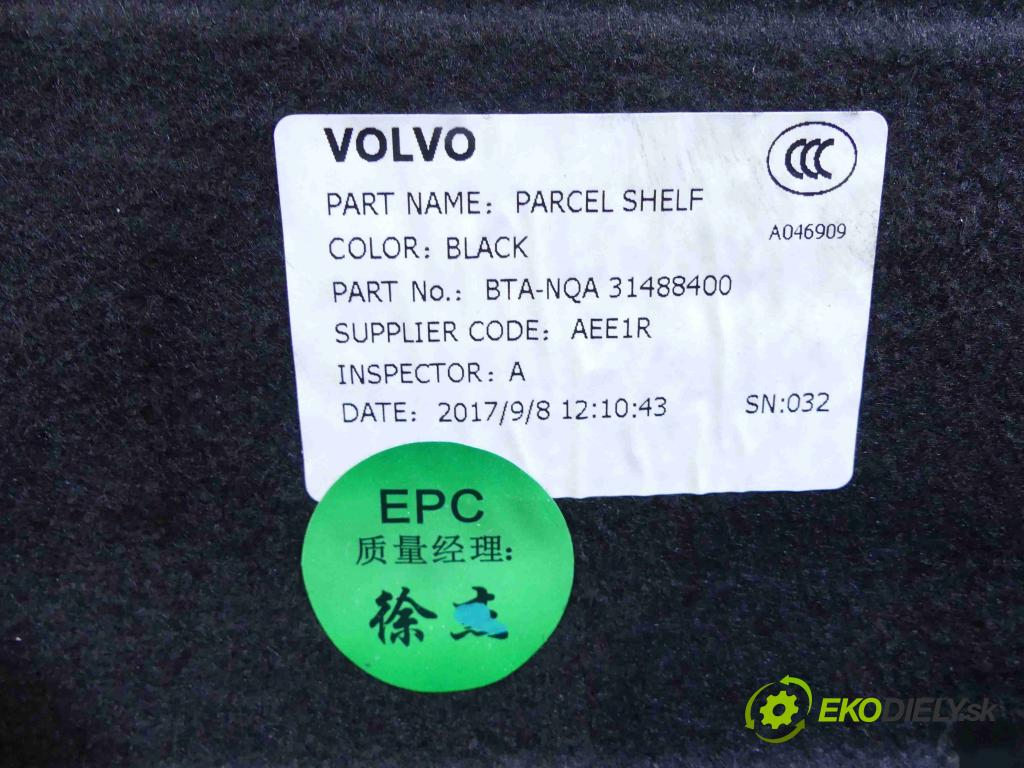 VOLVO
CCC
PART NAME: PARCEL SHELF
A046909
COLOR: BLACK
PART No.: BTA-NQA 31488400
SUPPLIER CODE: AEE1R
INSPECTOR: A
DATE: 2017/9/8 12:10:43 SN:032
EPC
质量经理:
徐
EKODIELY.sk